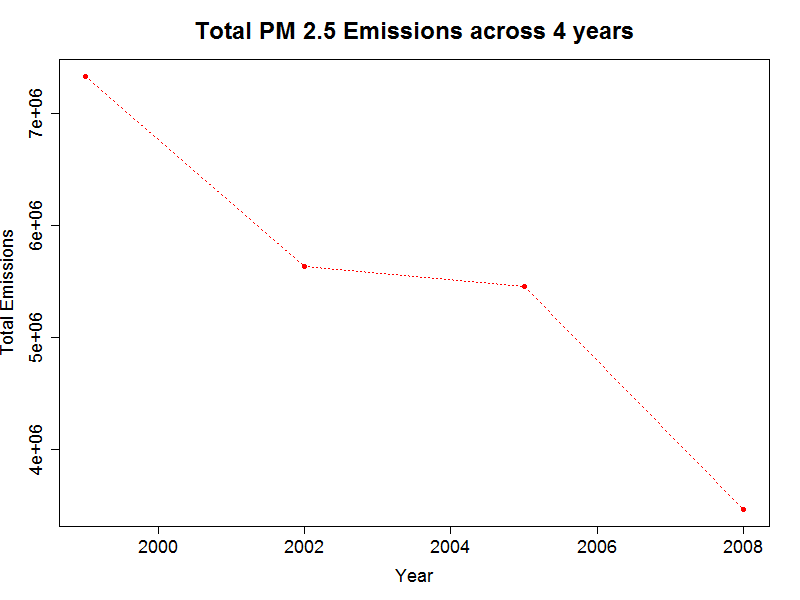 Total PM 2.5 Emissions across 4 years
Total Emissions
7e+06
6e+06
5e+06
4e+06
2000 2002 2004 2006 2008
Year